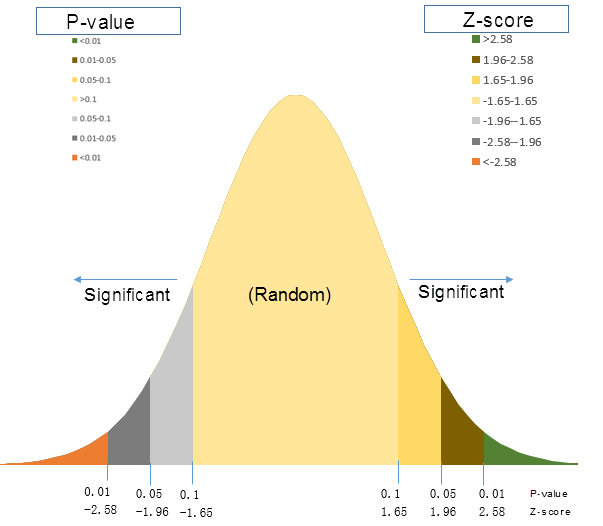 P-value
<0.01
0.01-0.05
0.05-0.1
>0.1
0.05-0.1
0.01-0.05
<0.01
Z-score
>2.58
1.96-2.58
1.65-1.96
-1.65-1.65
-1.96--1.65
-2.58--1.96
<-2.58
Significant
(Random)
Significant
0.01 0.05 0.1 0.1 0.05 0.01 P-value
-2.58 -1.96 -1.65 1.65 1.96 2.58 Z-score